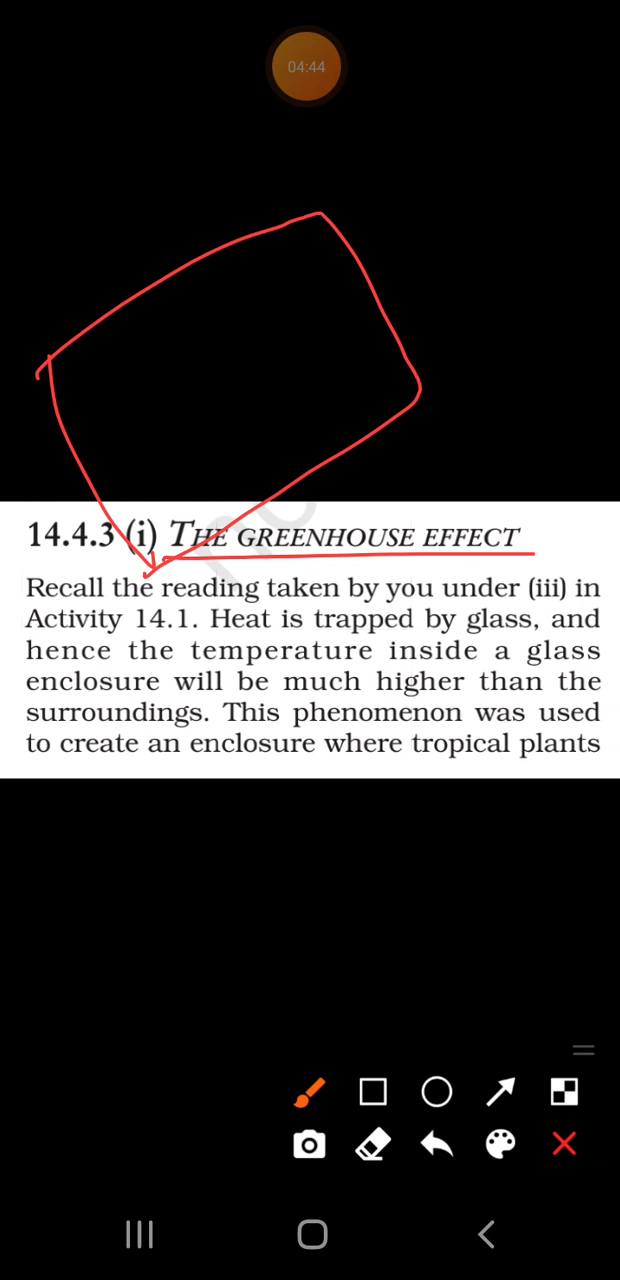 04:44
14.4.3 (i) THE GREENHOUSE EFFECT
Recall the reading taken by you under (iii) in
Activity 14.1. Heat is trapped by glass, and
hence the temperature inside a glass
enclosure will be much higher than the
surroundings. This phenomenon was used
to create an enclosure where tropical plants